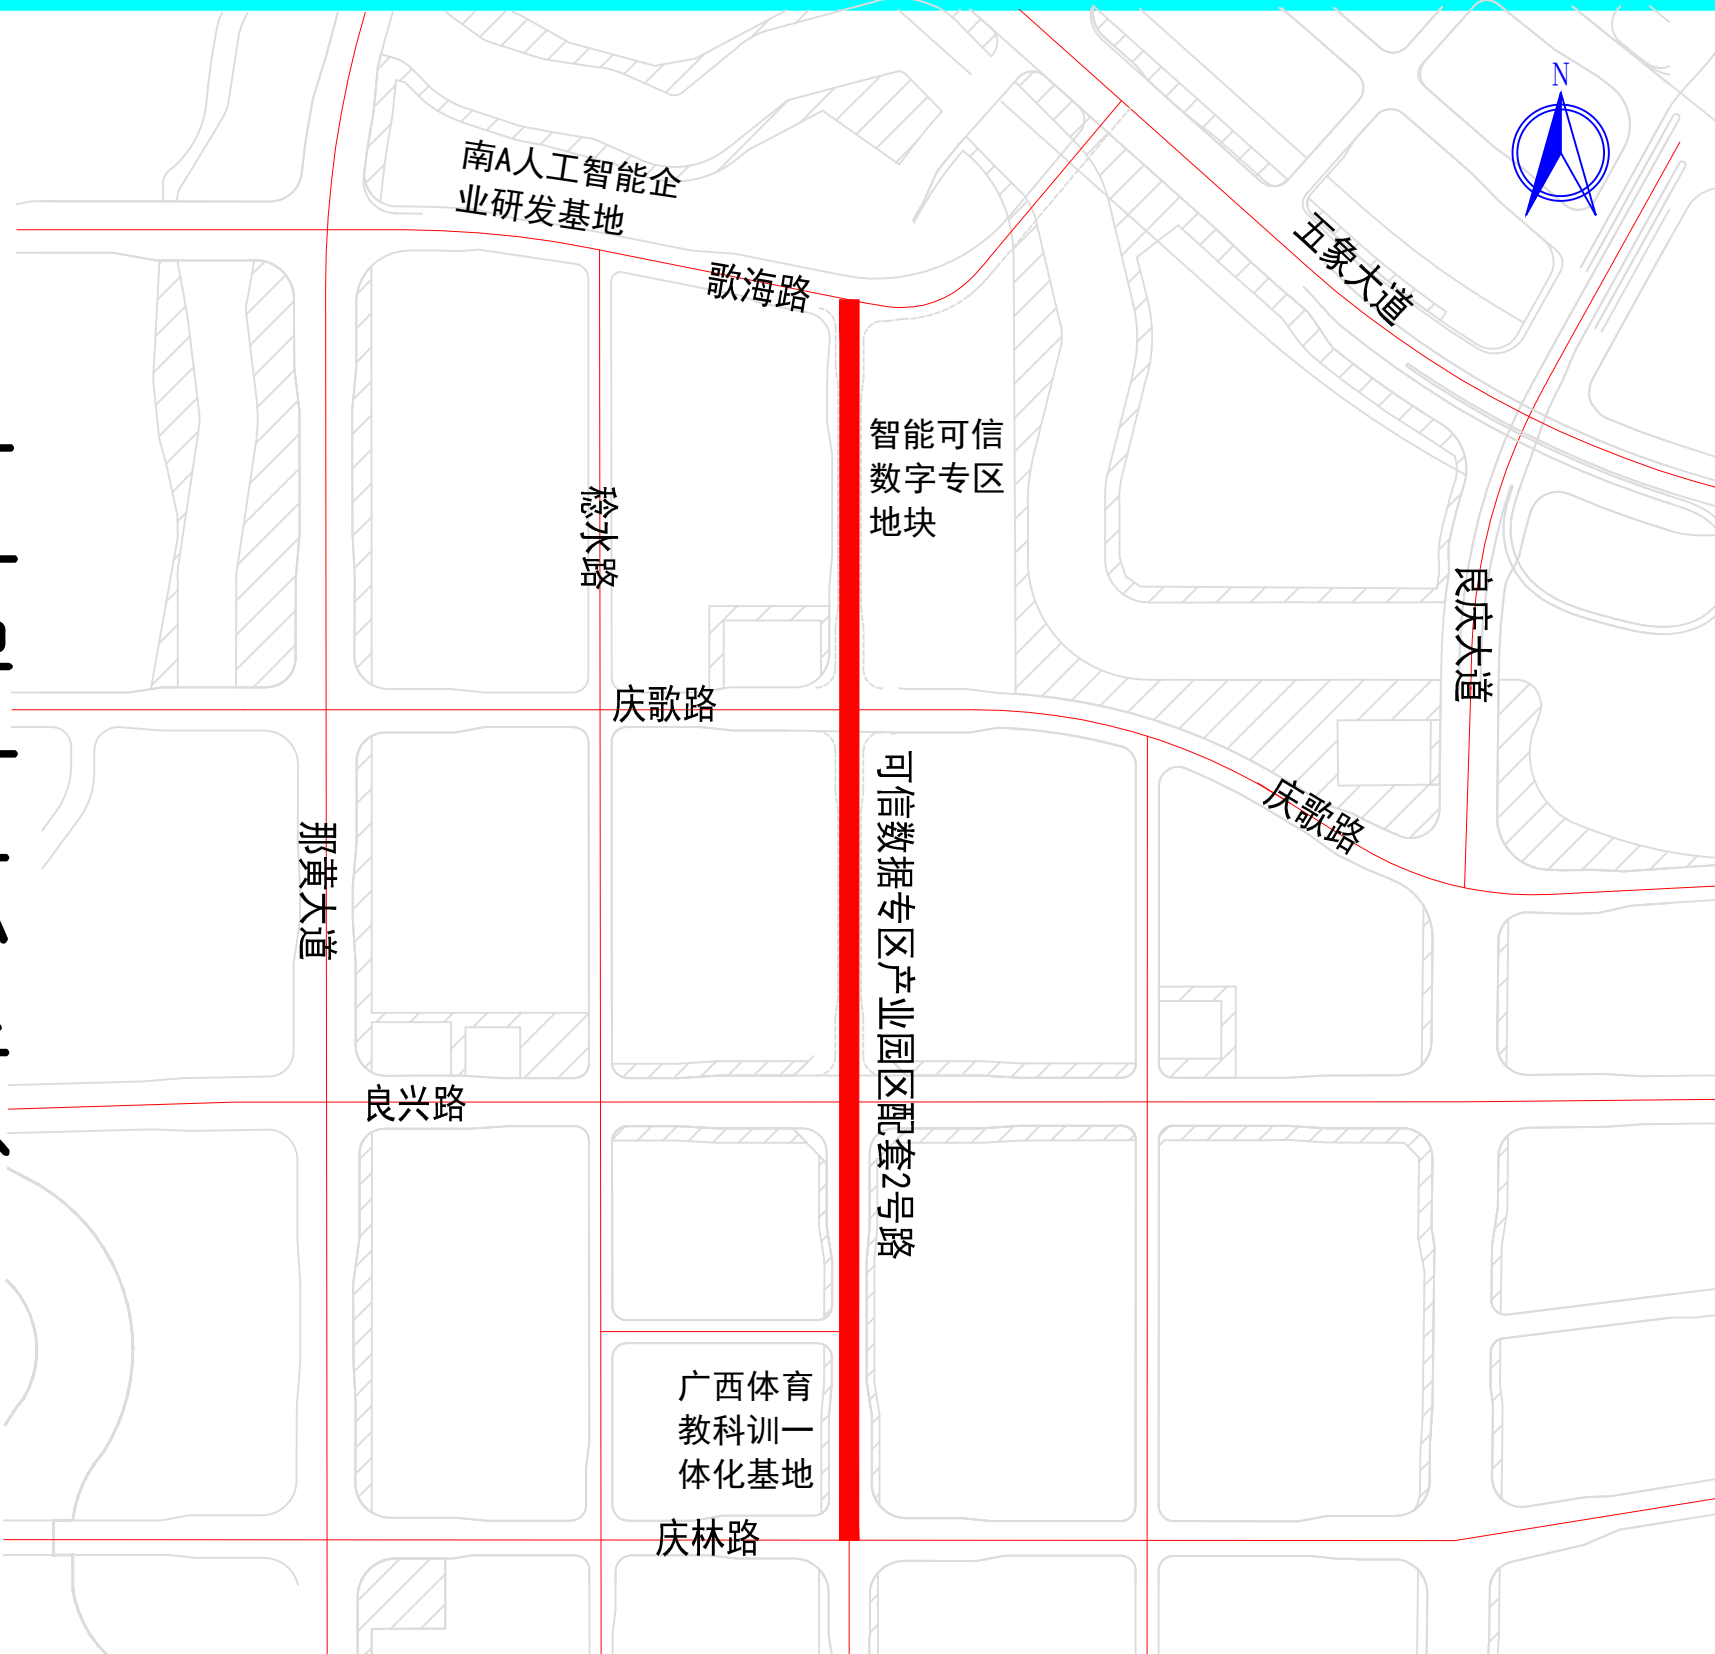 N
南A人工智能企
业研发基地
五象大道
歌海路
智能可信
数字专区
地块
稔水路
良庆大道
庆歌路
可信数据专区产业园区配套2号路
庆歌路
那黄大道
良兴路
广西体育
教科训一
体化基地
庆林路